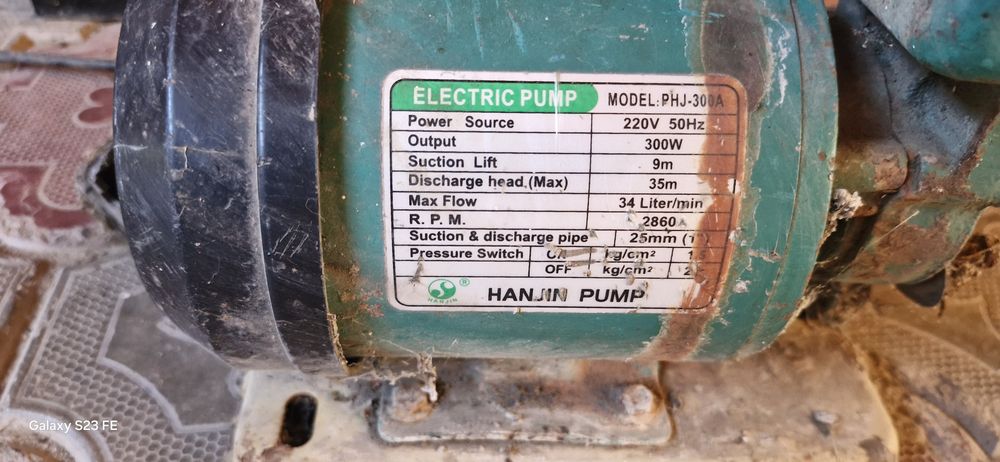 ELECTRIC PUMP MODEL:PHJ-300A
Power Source 220V 50Hz
Output 300W
Suction Lift 9m
Discharge head.(Max) 35m
Max Flow 34 Liter/min
R. P. M. 2860
Suction & discharge pipe 25mm
Pressure Switch kg/cm²
OFF kg/cm²
HANJIN ® HANJIN PUMP
Galaxy S23 FE